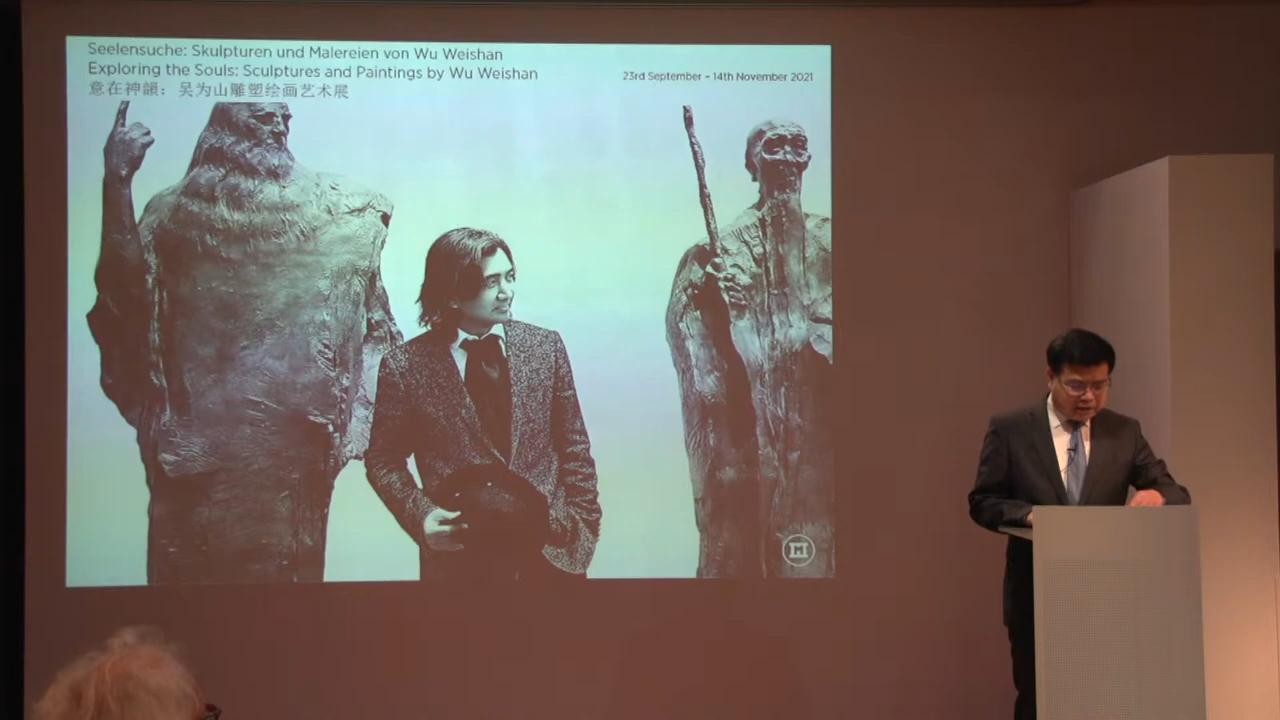 Seelensuche: Skulpturen und Malereien von Wu Weishan
Exploring the Souls: Sculptures and Paintings by Wu Weishan
23rd September – 14th November 2021
意在神韻：吴为山雕塑绘画艺术展